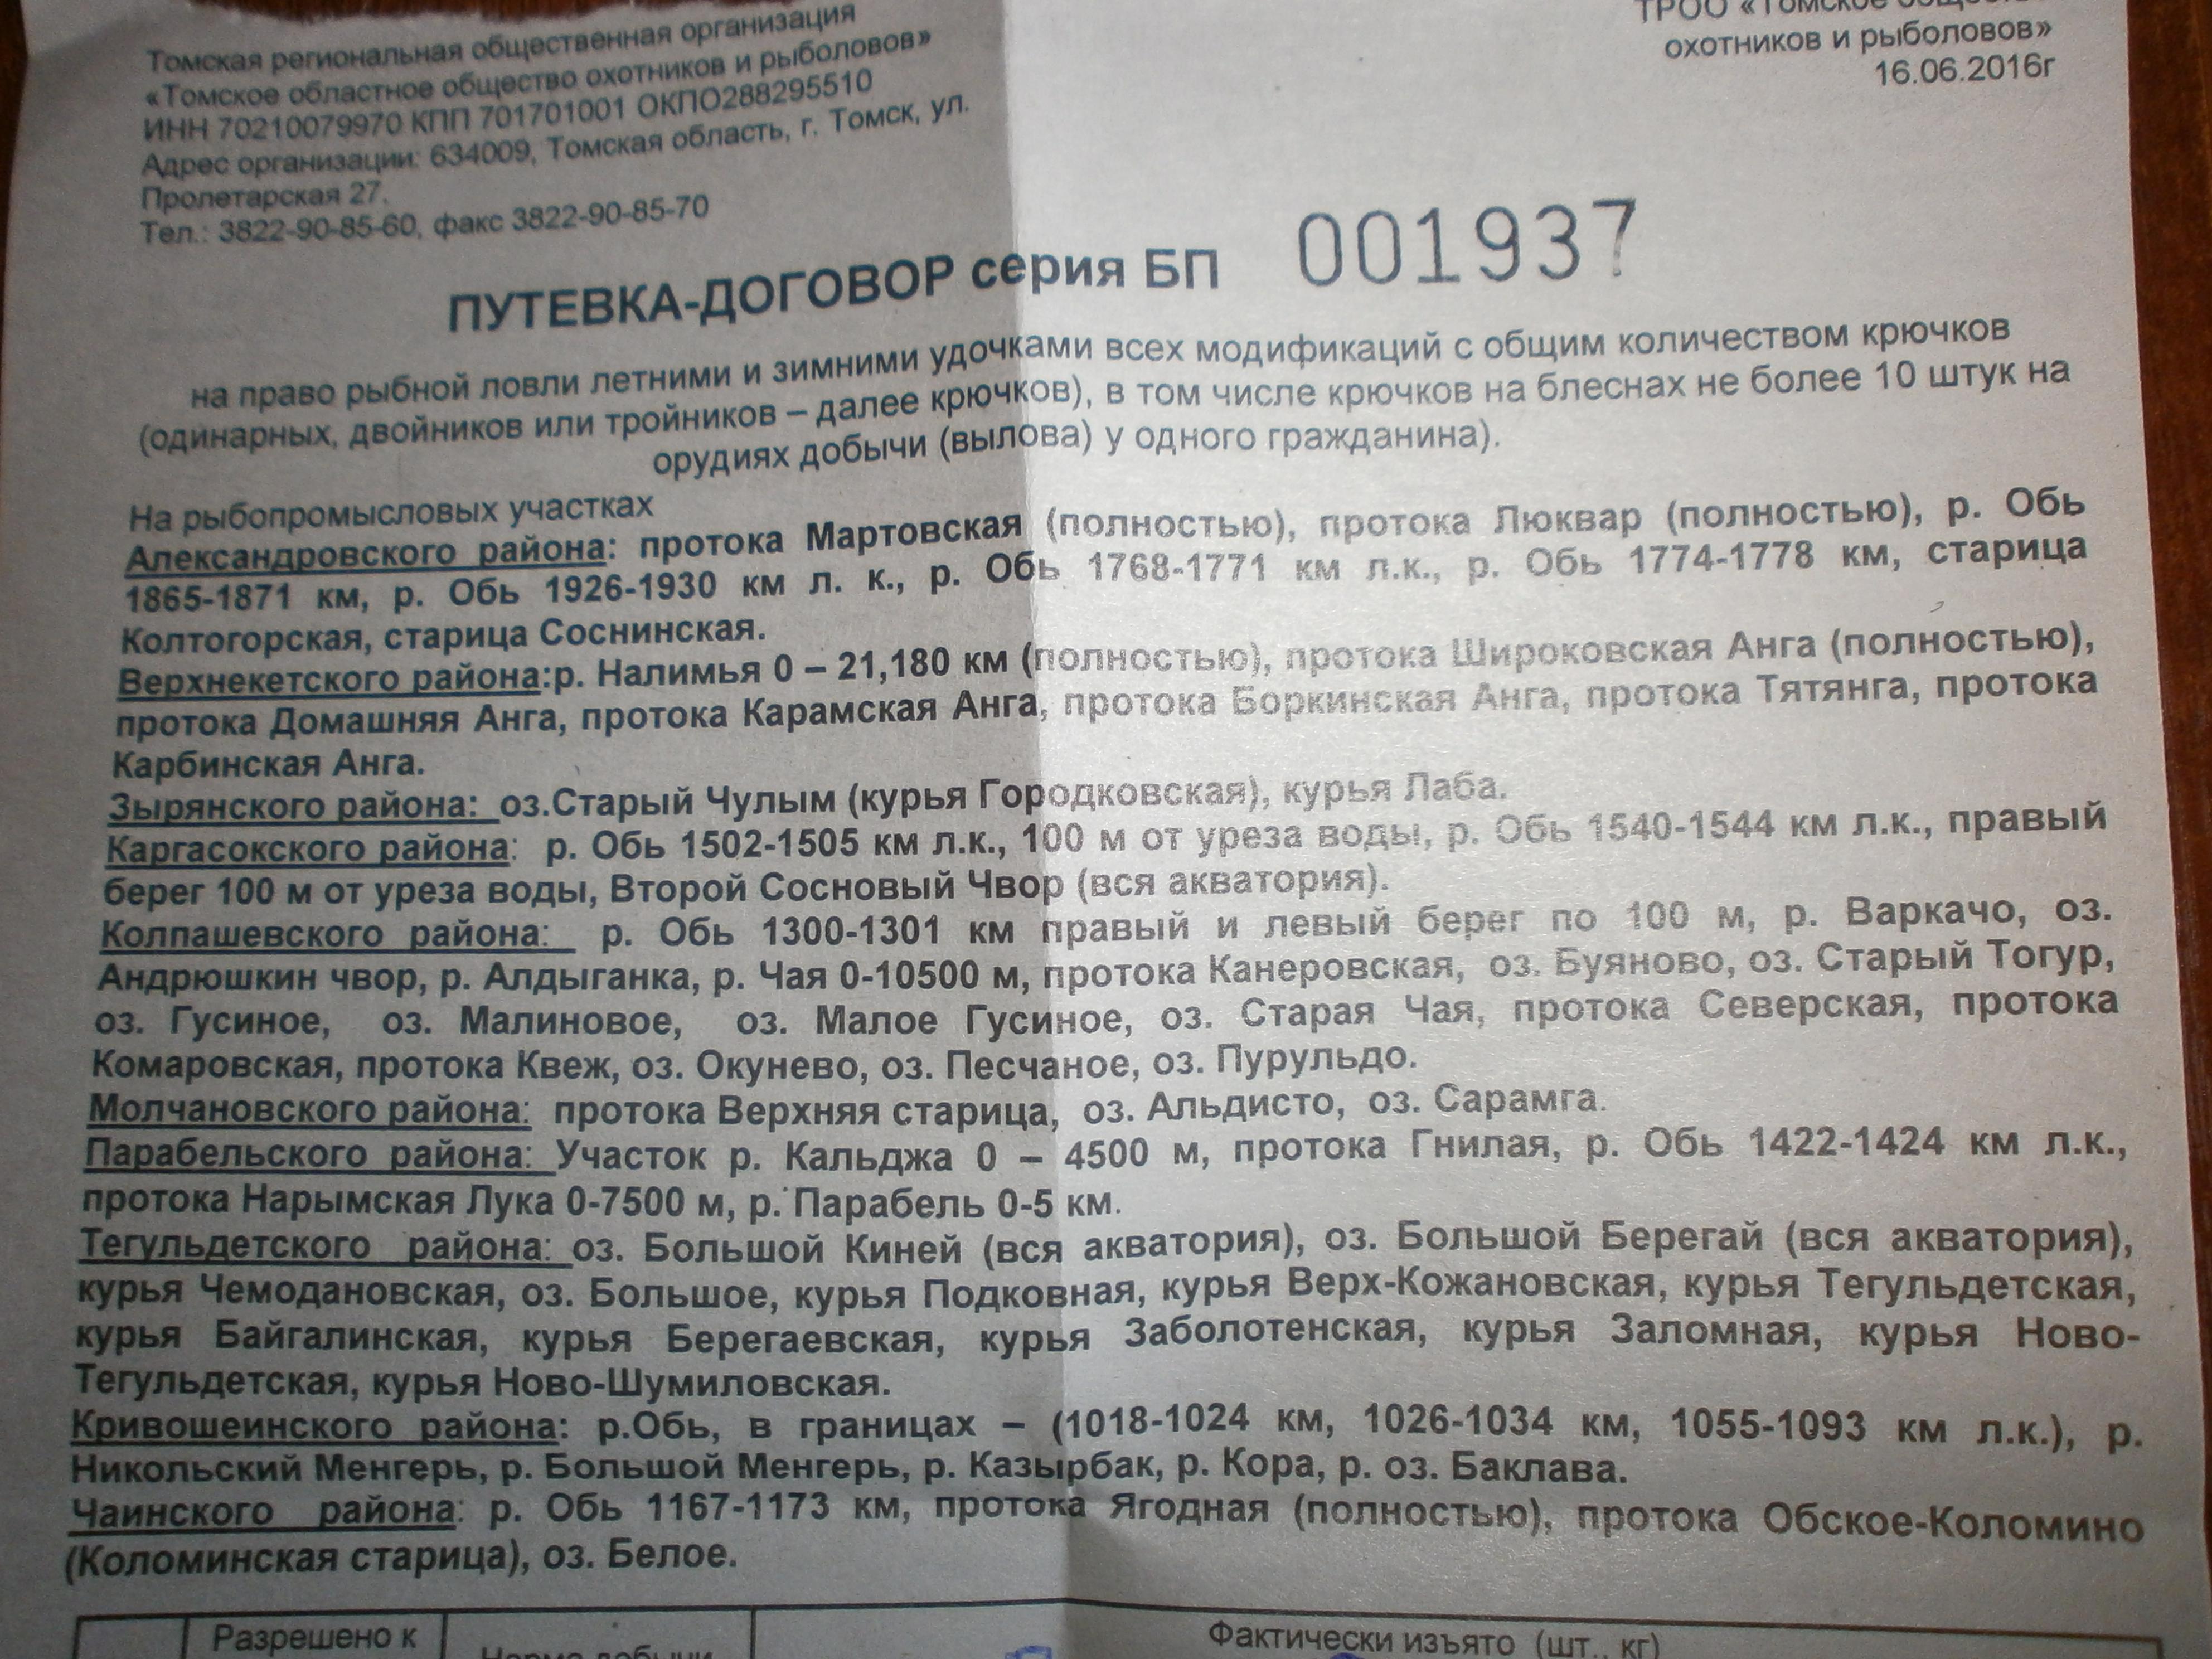 Томская региональная общественная организация
«Томское областное общество охотников и рыболовов»
ИНН 70210079970 КПП 701701001 ОКПО288295510
Адрес организации: 634009, Томская область, г. Томск, ул.
Пролетарская 27.
Тел.: 3822-90-85-60, факс 3822-90-85-70
ТРОО «Томское
охотников и рыболовов»
16.06.2016г
ПУТЕВКА-ДОГОВОР серия БП 001937
на право рыбной ловли летними и зимними удочками всех модификаций с общим количеством крючков
(одинарных, двойников или тройников – далее крючков), в том числе крючков на блеснах не более 10 штук на
орудиях добычи (вылова) у одного гражданина).
На рыбопромысловых участках
Александровского района: протока Мартовская (полностью), протока Люквар (полностью), р. Обь
1865-1871 км, р. Обь 1926-1930 км л. к., р. Обь 1768-1771 км л.к., р. Обь 1774-1778 км, старица
Колтогорская, старица Соснинская.
Верхнекетского района:р. Налимья 0 – 21,180 км (полностью), протока Широковская Анга (полностью),
протока Домашняя Анга, протока Карамская Анга, протока Боркинская Анга, протока Тятянга, протока
Карбинская Анга.
Зырянского района: оз.Старый Чулым (курья Городковская), курья Лаба.
Каргасокского района: р. Обь 1502-1505 км л.к., 100 м от уреза воды, р. Обь 1540-1544 км л.к., правый
берег 100 м от уреза воды, Второй Сосновый Чвор (вся акватория).
Колпашевского района: р. Обь 1300-1301 км правый и левый берег по 100 м, р. Варкачо, оз.
Андрюшкин чвор, р. Алдыганка, р. Чая 0-10500 м, протока Канеровская, оз. Буяново, оз. Старый Тогур,
оз. Гусиное, оз. Малиновое, оз. Малое Гусиное, оз. Старая Чая, протока Северская, протока
Комаровская, протока Квеж, оз. Окунево, оз. Песчаное, оз. Пурульдо.
Молчановского района: протока Верхняя старица, оз. Альдисто, оз. Сарамга.
Парабельского района: Участок р. Кальджа 0 – 4500 м, протока Гнилая, р. Обь 1422-1424 км л.к.,
протока Нарымская Лука 0-7500 м, р. Парабель 0-5 км.
Тегульдетского района: оз. Большой Киней (вся акватория), оз. Большой Берегай (вся акватория),
курья Чемодановская, оз. Большое, курья Подковная, курья Верх-Кожановская, курья Тегульдетская,
курья Байгалинская, курья Берегаевская, курья Заболотенская, курья Заломная, курья Ново-
Тегульдетская, курья Ново-Шумиловская.
Кривошеинского района: р.Обь, в границах – (1018-1024 км, 1026-1034 км, 1055-1093 км л.к.), р.
Никольский Менгерь, р. Большой Менгерь, р. Казырбак, р. Кора, р. оз. Баклава.
Чаинского района: р. Обь 1167-1173 км, протока Ягодная (полностью), протока Обское-Коломино
(Коломинская старица), оз. Белое.
Разрешено к
Норма добычи
Фактически изъято (шт., кг)